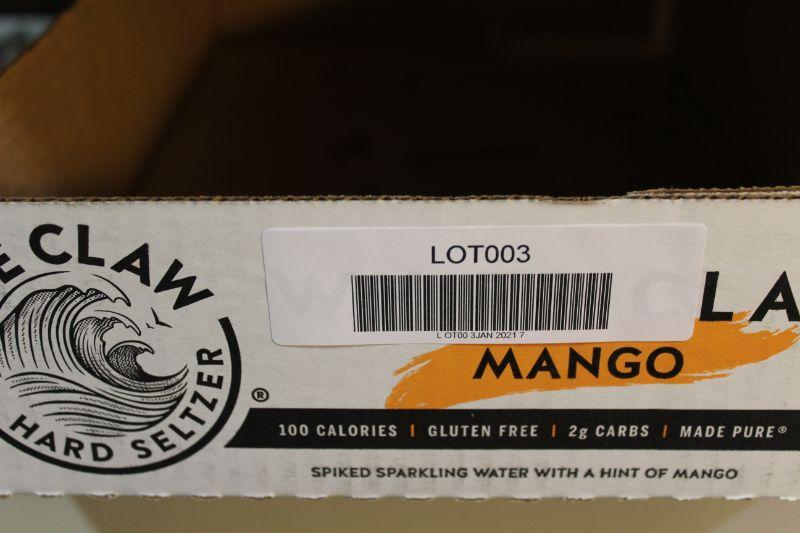 E CLAW
HARD SELTZER
®
LOT003
L OT00 3JAN 2021 7
LA
MANGO
100 CALORIES | GLUTEN FREE | 2g CARBS | MADE PURE®
SPIKED SPARKLING WATER WITH A HINT OF MANGO